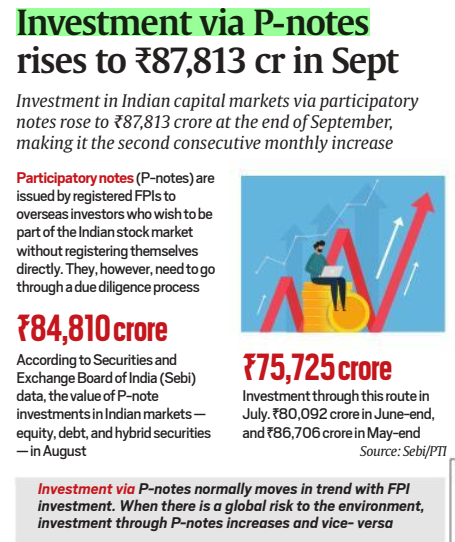 Investment via P-notes
rises to ₹87,813 cr in Sept
Investment in Indian capital markets via participatory
notes rose to ₹87,813 crore at the end of September,
making it the second consecutive monthly increase
Participatory notes (P-notes) are
issued by registered FPIs to
overseas investors who wish to be
part of the Indian stock market
without registering themselves
directly. They, however, need to go
through a due diligence process
₹84,810 crore
According to Securities and
Exchange Board of India (Sebi)
data, the value of P-note
investments in Indian markets —
equity, debt, and hybrid securities
— in August
₹75,725 crore
Investment through this route in
July. ₹80,092 crore in June-end,
and ₹86,706 crore in May-end
Source: Sebi/PTI
Investment via P-notes normally moves in trend with FPI
investment. When there is a global risk to the environment,
investment through P-notes increases and vice- versa